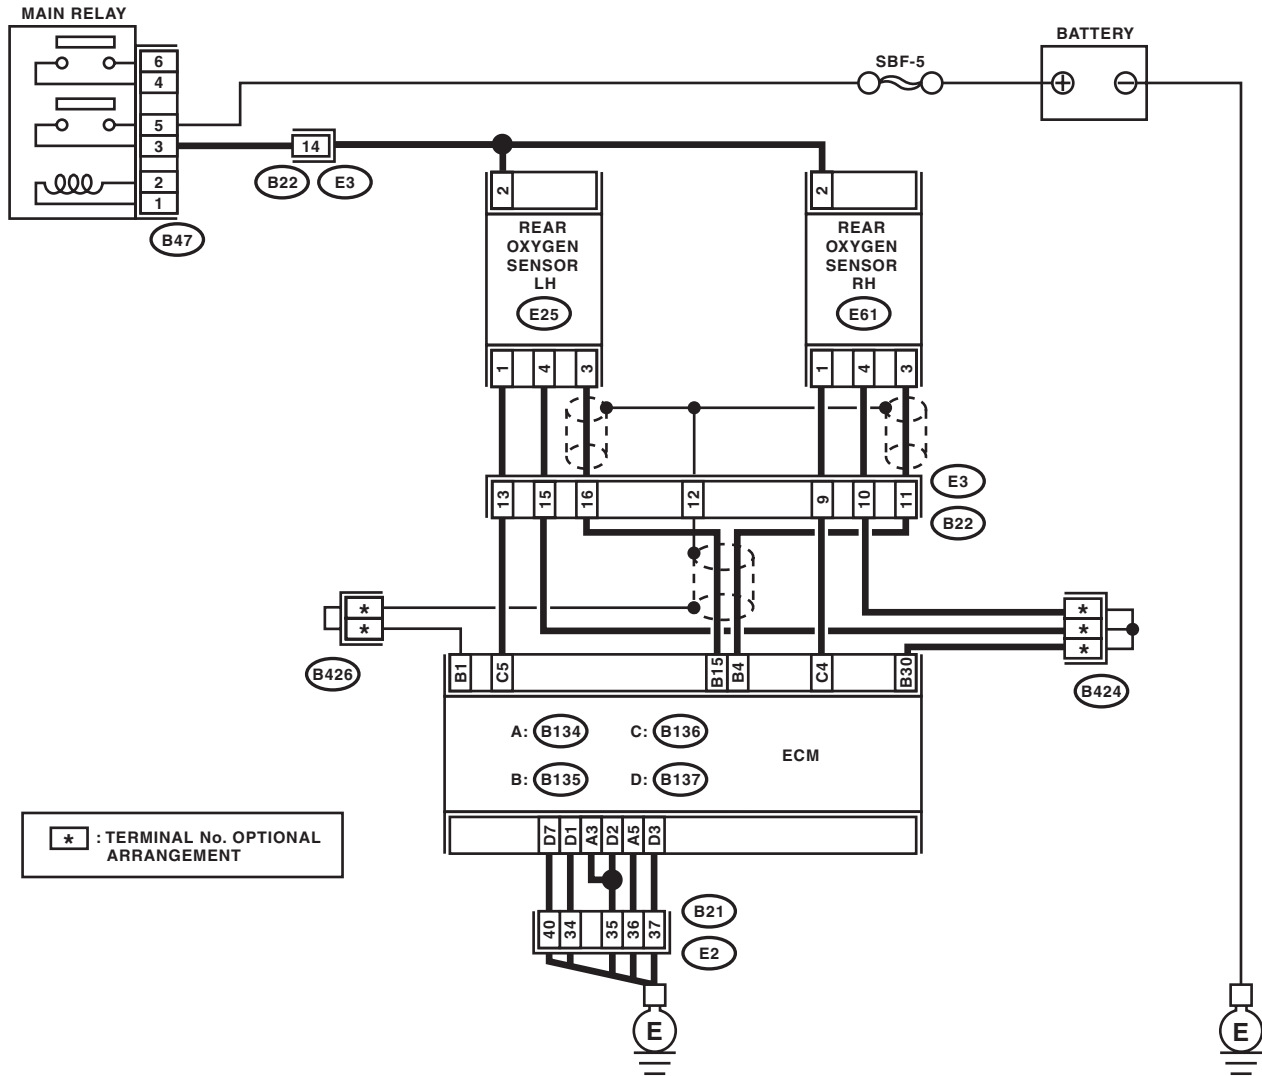 MAIN RELAY
BATTERY
SBF-5
6
4
5
3
2
1
B47
14
B22 E3
2
2
REAR
OXYGEN
SENSOR
LH
E25
REAR
OXYGEN
SENSOR
RH
E61
1 4 3
1 4 3
13 15 16 12 9 10 11
E3
B22
*
*
B426
*
*
*
B424
B1 C5 B15 B4 C4 B30
A: B134 C: B136
B: B135 D: B137
ECM
D7 D1 A3 D2 A5 D3
* : TERMINAL No. OPTIONAL
ARRANGEMENT
40 34 35 36 37
B21
E2
E
E